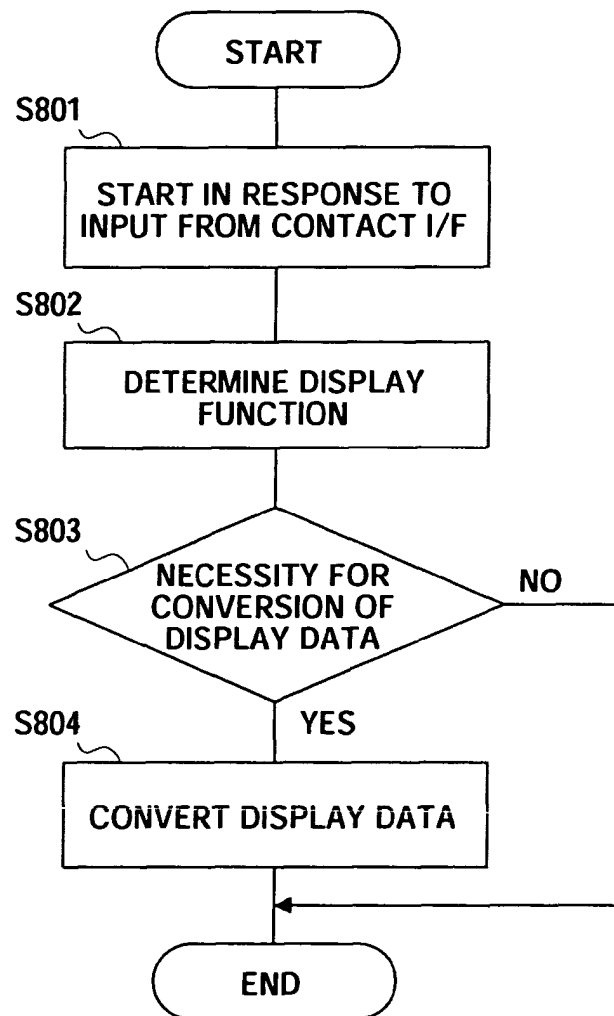 START
S801
START IN RESPONSE TO
INPUT FROM CONTACT I/F
S802
DETERMINE DISPLAY
FUNCTION
S803
NECESSITY FOR
CONVERSION OF
DISPLAY DATA
NO
YES
S804
CONVERT DISPLAY DATA
END